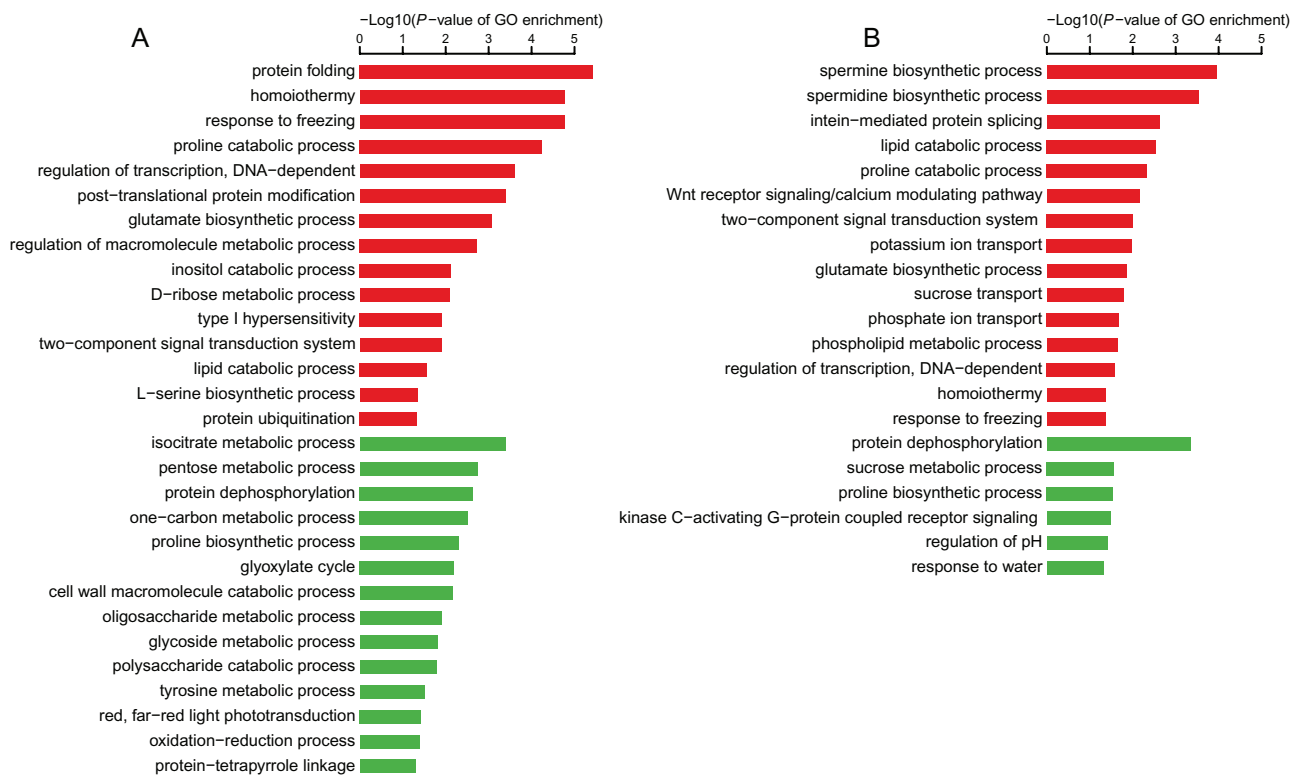 A
−Log10(P−value of GO enrichment)
0 1 2 3 4 5
protein folding
homoiothermy
response to freezing
proline catabolic process
regulation of transcription, DNA−dependent
post−translational protein modification
glutamate biosynthetic process
regulation of macromolecule metabolic process
inositol catabolic process
D−ribose metabolic process
type I hypersensitivity
two−component signal transduction system
lipid catabolic process
L−serine biosynthetic process
protein ubiquitination
isocitrate metabolic process
pentose metabolic process
protein dephosphorylation
one−carbon metabolic process
proline biosynthetic process
glyoxylate cycle
cell wall macromolecule catabolic process
oligosaccharide metabolic process
glycoside metabolic process
polysaccharide catabolic process
tyrosine metabolic process
red, far−red light phototransduction
oxidation−reduction process
protein−tetrapyrrole linkage
B
−Log10(P−value of GO enrichment)
0 1 2 3 4 5
spermine biosynthetic process
spermidine biosynthetic process
intein−mediated protein splicing
lipid catabolic process
proline catabolic process
Wnt receptor signaling/calcium modulating pathway
two−component signal transduction system
potassium ion transport
glutamate biosynthetic process
sucrose transport
phosphate ion transport
phospholipid metabolic process
regulation of transcription, DNA−dependent
homoiothermy
response to freezing
protein dephosphorylation
sucrose metabolic process
proline biosynthetic process
kinase C−activating G−protein coupled receptor signaling
regulation of pH
response to water